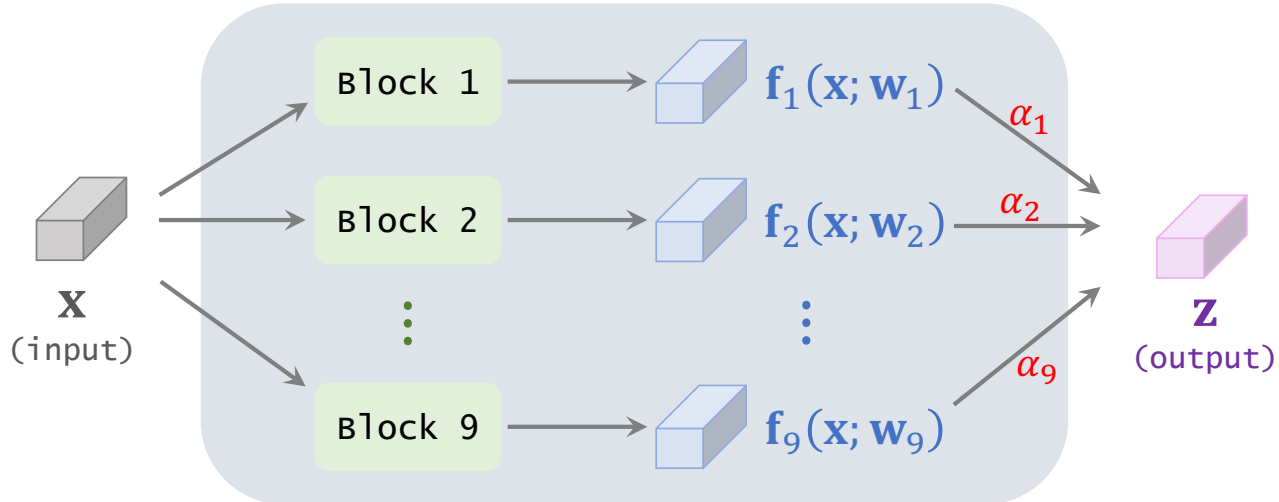 Block 1
f₁(x; w₁)
α₁
Block 2
f₂(x; w₂)
α₂
x
(input)
⋮
⋮
z
(output)
α₉
Block 9
f₉(x; w₉)